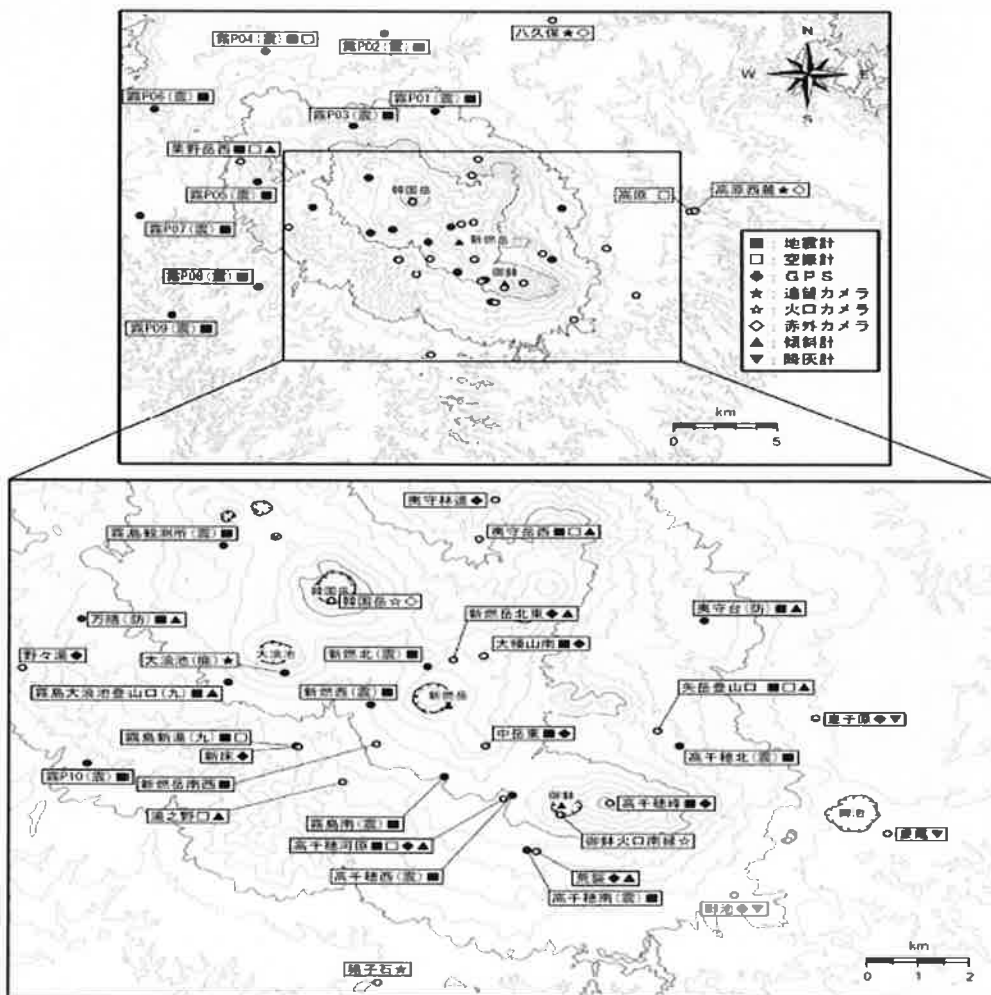 霧P04(震)■□
霧P02(震)■
八久保★◇
N
W
E
S
霧P06(震)■
霧P01(震)■
霧P03(震)■
栗野岳西■□▲
霧P05(震)■
韓国岳
高原 □
高原西麓★◇
霧P07(震)■
新燃岳
御鉢
霧P08(震)■
霧P09(震)■
■:地震計
□:空振計
◆:GPS
★:遠望カメラ
☆:火口カメラ
◇:赤外カメラ
▲:傾斜計
▼:降灰計
km
0 5
夷守林道◆
夷守岳西■□▲
霧島観測所(震)■
韓国岳
韓国岳☆◇
新燃岳北東◆▲
夷守台(防)■▲
万膳(防)■▲
大浪池
大幡山南■◆
野々湯◆
大浪池(鹿)★
新燃北(震)■
霧島大浪池登山口(九)■▲
新燃西(震)■
新燃岳
矢岳登山口■□▲
皇子原◆▼
霧島新湯(九)■□
新床◆
中岳東■◆
高千穂北(震)■
霧P10(震)■
新燃岳南西■
湯之野□▲
御鉢
高千穂峰■◆
御池
霧島南(震)■
高千穂河原■□◆▲
御鉢火口南縁☆
高千穂西(震)■
荒襲◆▲
高千穂南(震)■
御池◆▼
km
0 1 2